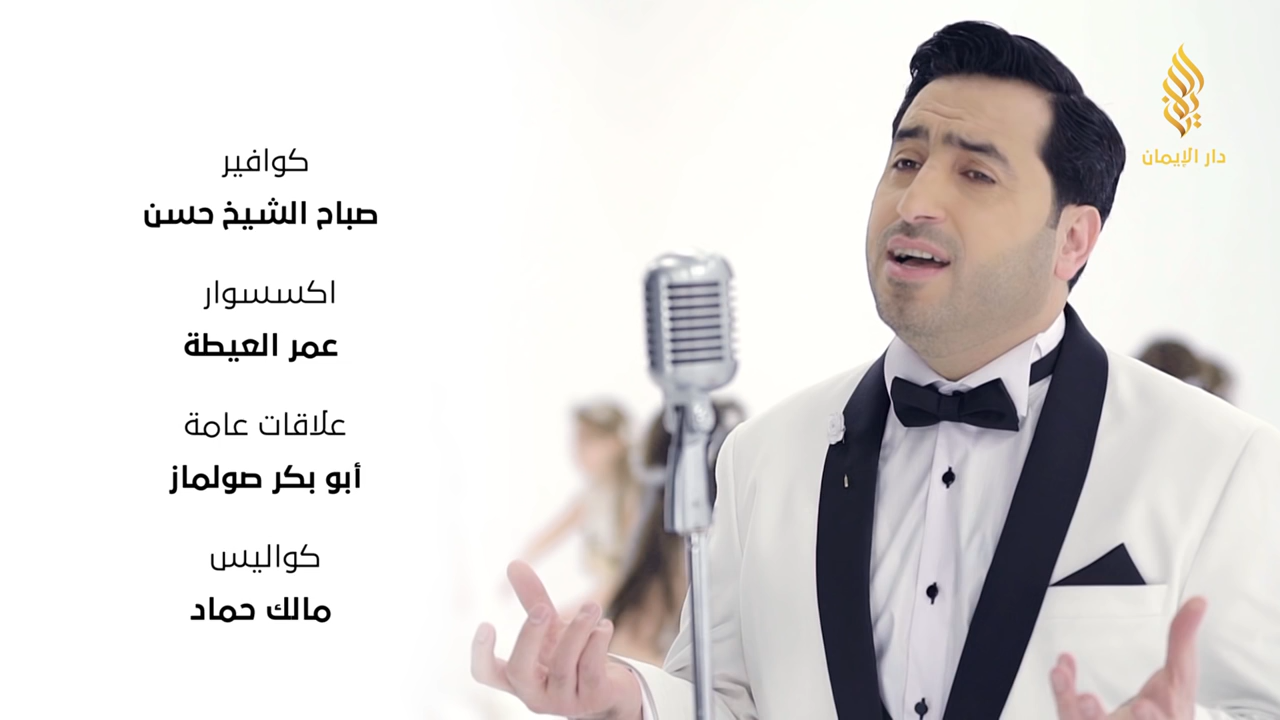 كوافير
صباح الشيخ حسن
اكسسوار
عمر العيطة
علاقات عامة
أبو بكر صولماز
كواليس
مالك حماد
دار الإيمان